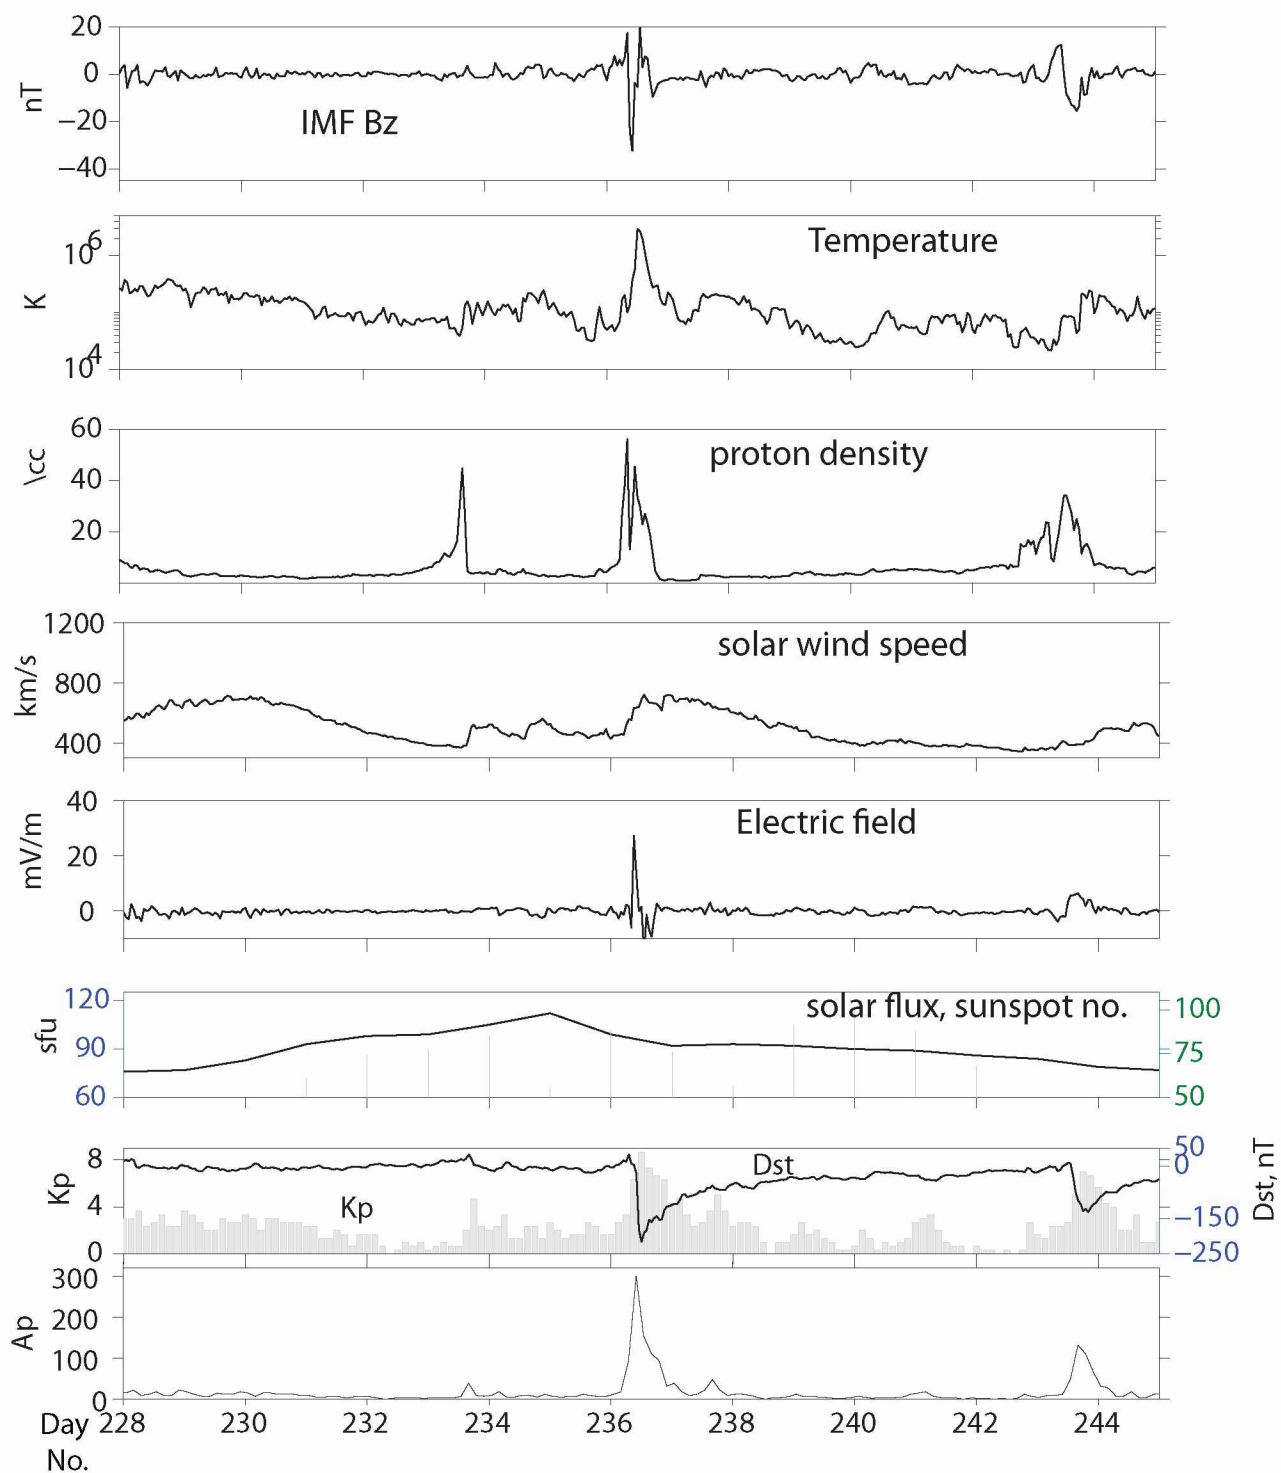 20
0
−20
−40
nT
IMF Bz
10^6
10^4
K
Temperature
60
40
20
\cc
proton density
1200
800
400
km/s
solar wind speed
40
20
0
mV/m
Electric field
120
90
60
sfu
solar flux, sunspot no.
100
75
50
8
4
0
Kp
Kp
Dst
50
0
−150
−250
Dst, nT
300
200
100
0
Ap
Day 228 230 232 234 236 238 240 242 244
No.